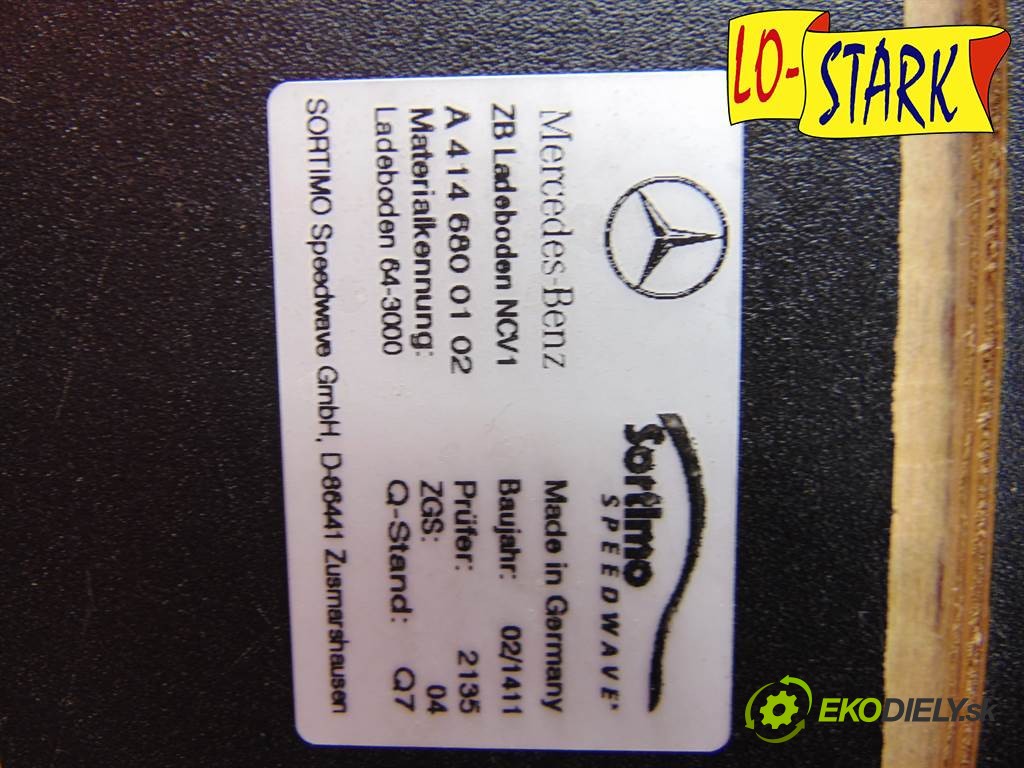 LO-
STARK
Sortimo
SPEEDWAVE
Mercedes-Benz Made in Germany
ZB Ladeboden NCV1 Baujahr: 02/1411
A 414 680 01 02 Prüfer: 2135
Materialkennung: ZGS: 04
Ladeboden 64-3000 Q-Stand: Q7
SORTIMO Speedwave GmbH, D-86441 Zusmarshausen
EKODIELY.sk